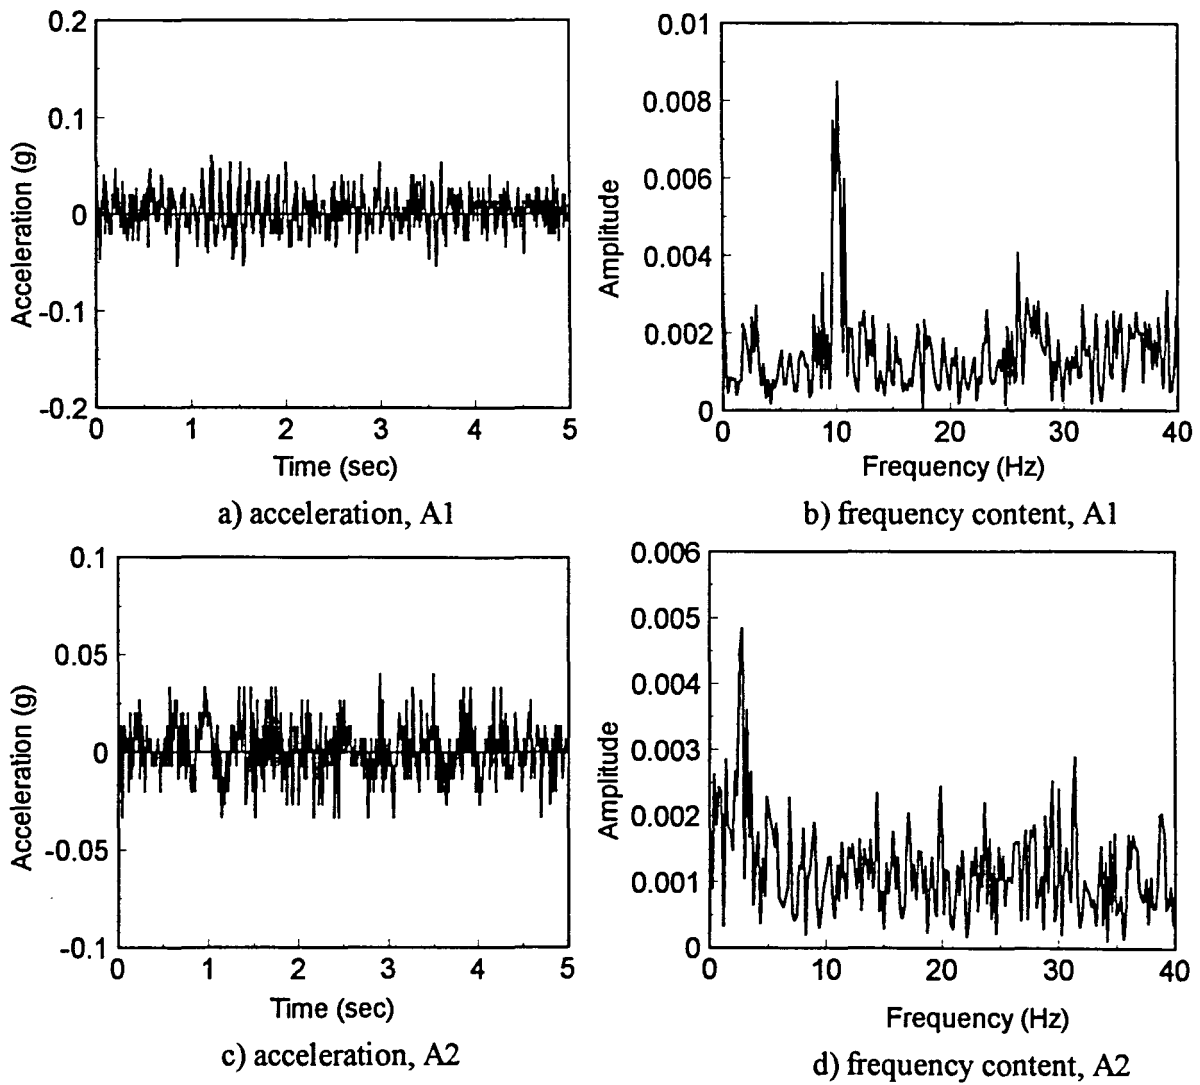 0.2
0.1
0
-0.1
-0.2
Acceleration (g)
0 1 2 3 4 5
Time (sec)
a) acceleration, A1
0.01
0.008
0.006
0.004
0.002
0
Amplitude
0 10 20 30 40
Frequency (Hz)
b) frequency content, A1
0.1
0.05
0
-0.05
-0.1
Acceleration (g)
0 1 2 3 4 5
Time (sec)
c) acceleration, A2
0.006
0.005
0.004
0.003
0.002
0.001
0
Amplitude
0 10 20 30 40
Frequency (Hz)
d) frequency content, A2